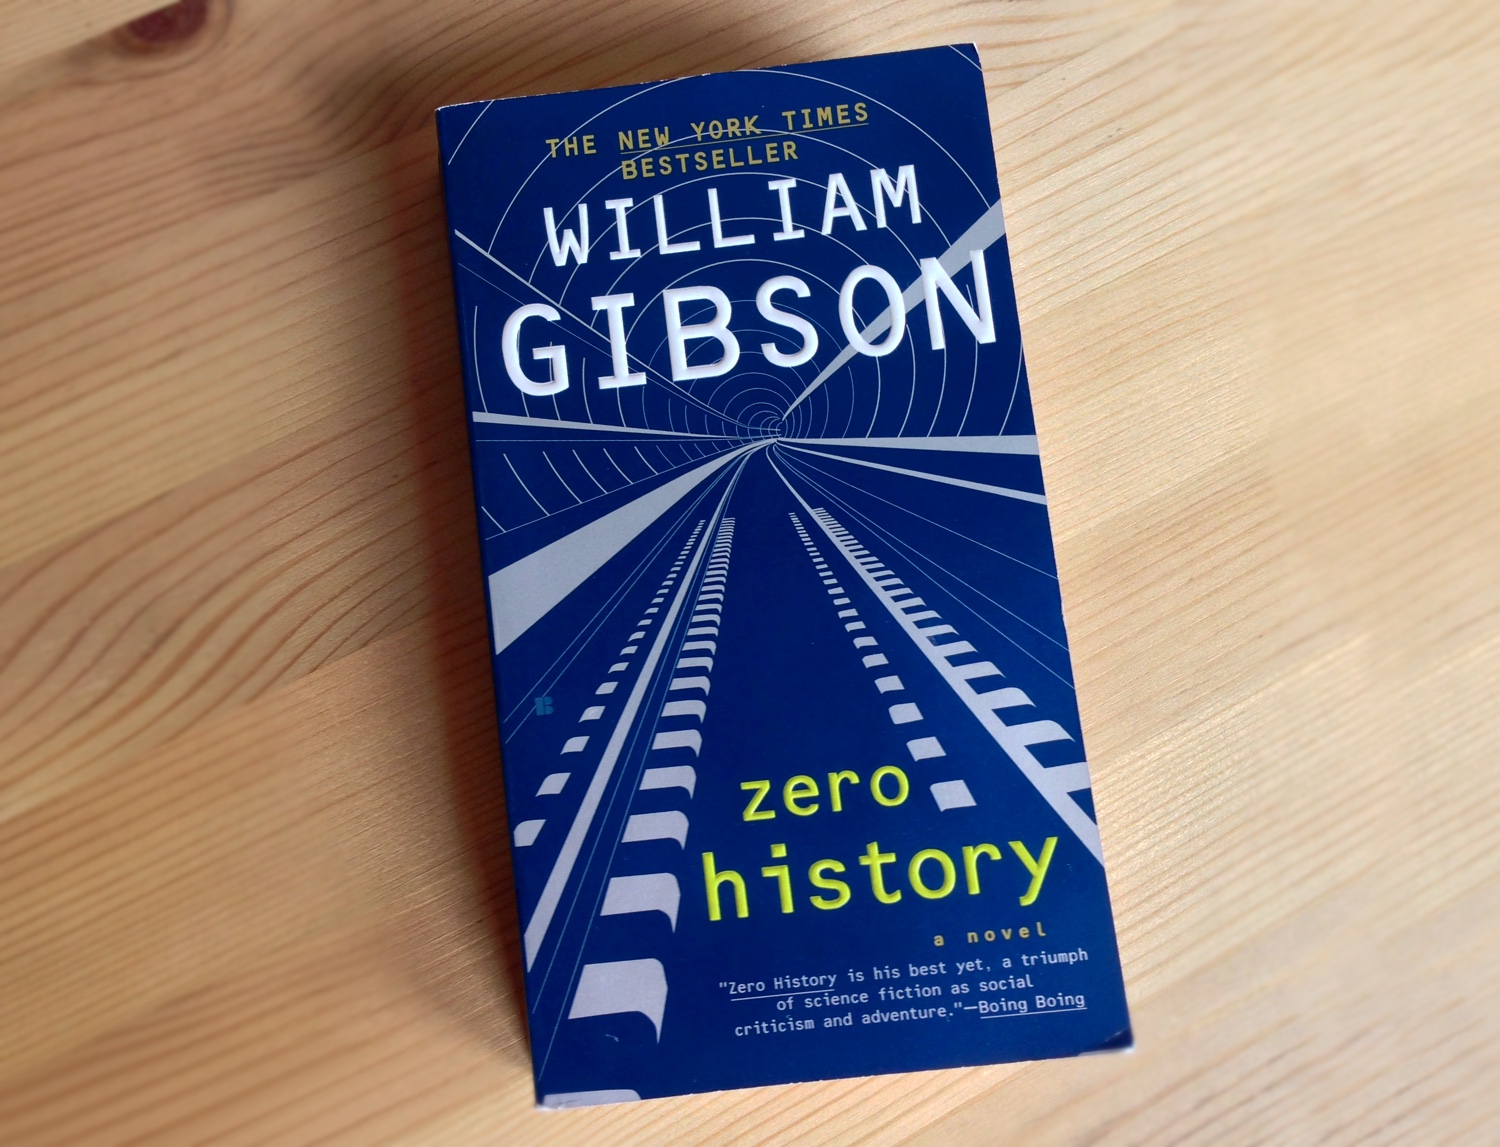 THE NEW YORK TIMES
BESTSELLER
WILLIAM
GIBSON
B
zero
history
a novel
"Zero History is his best yet, a triumph
of science fiction as social
criticism and adventure."—Boing Boing